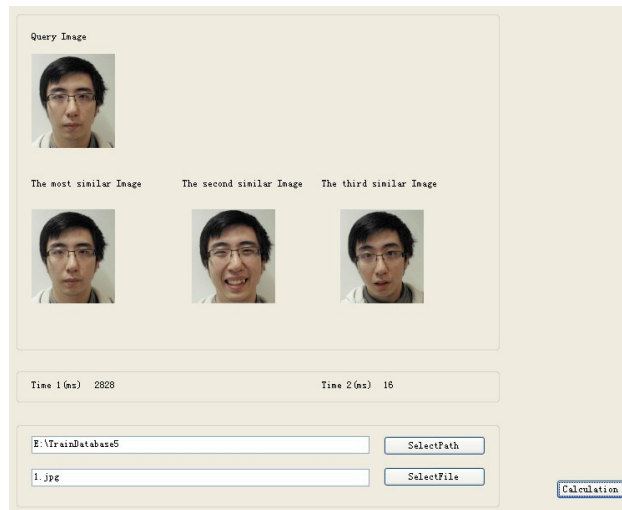 Query Image
The most similar Image The second similar Image The third similar Image
Time 1(ms) 2828 Time 2(ms) 16
E:\TrainDatabase5 SelectPath
1.jpg SelectFile
Calculation